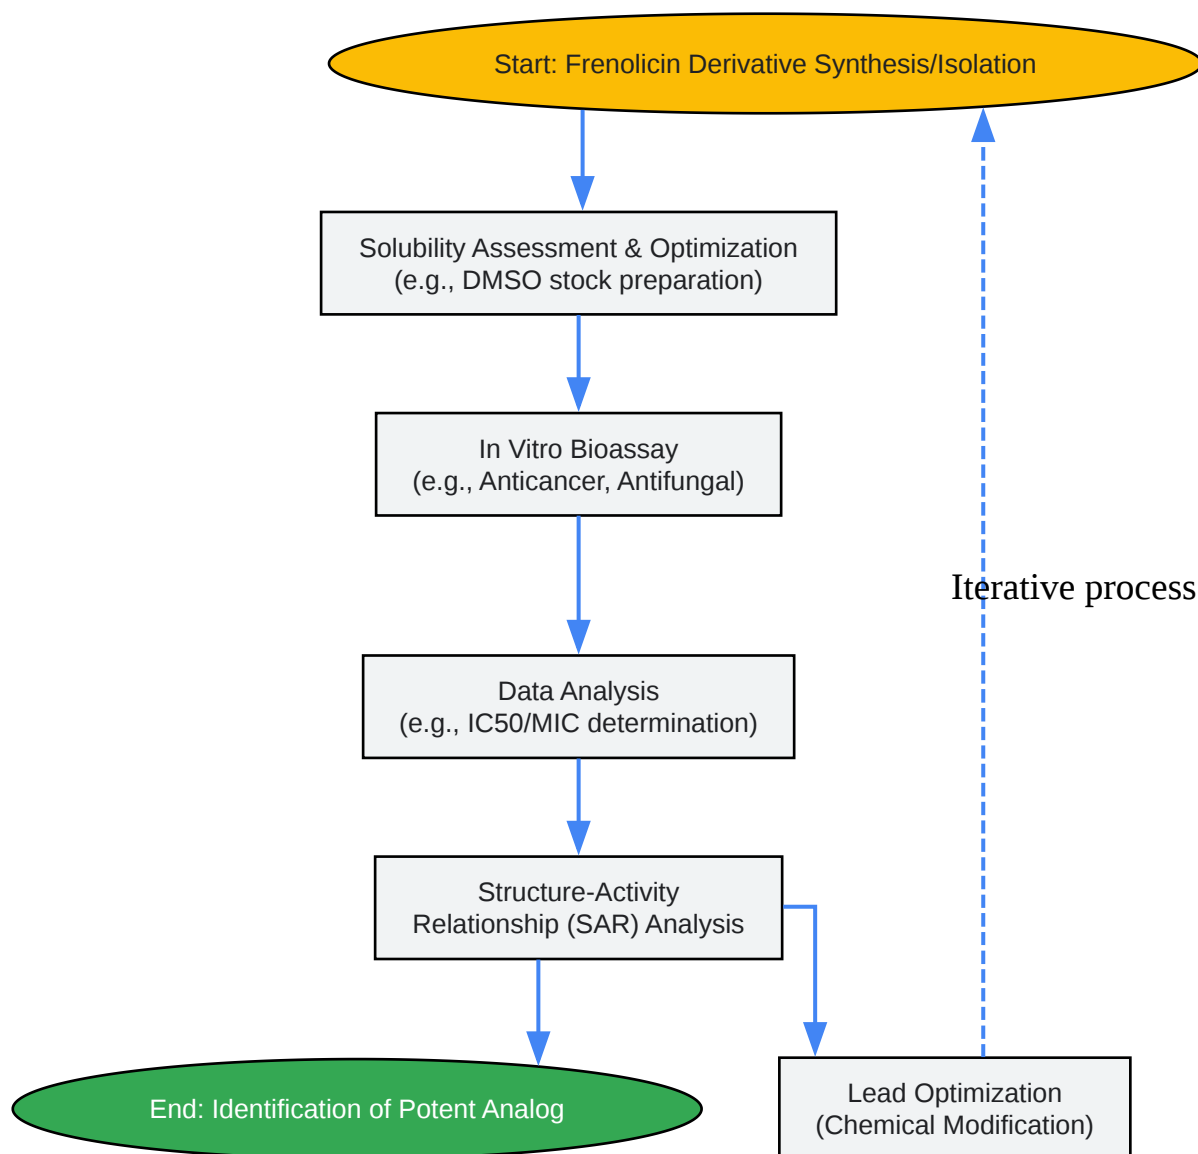 Start: Frenolicin Derivative Synthesis/Isolation
Solubility Assessment & Optimization
(e.g., DMSO stock preparation)
In Vitro Bioassay
(e.g., Anticancer, Antifungal)
Iterative process
Data Analysis
(e.g., IC50/MIC determination)
Structure-Activity
Relationship (SAR) Analysis
End: Identification of Potent Analog
Lead Optimization
(Chemical Modification)